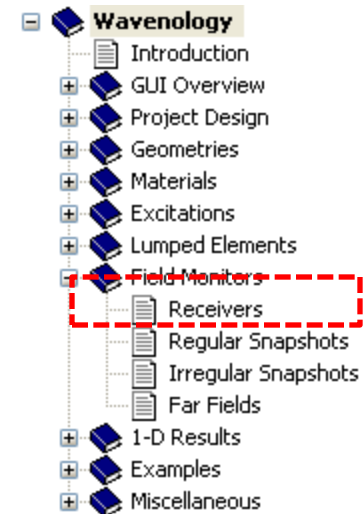 Wavenology
Introduction
GUI Overview
Project Design
Geometries
Materials
Excitations
Lumped Elements
Field Monitors
Receivers
Regular Snapshots
Irregular Snapshots
Far Fields
1-D Results
Examples
Miscellaneous